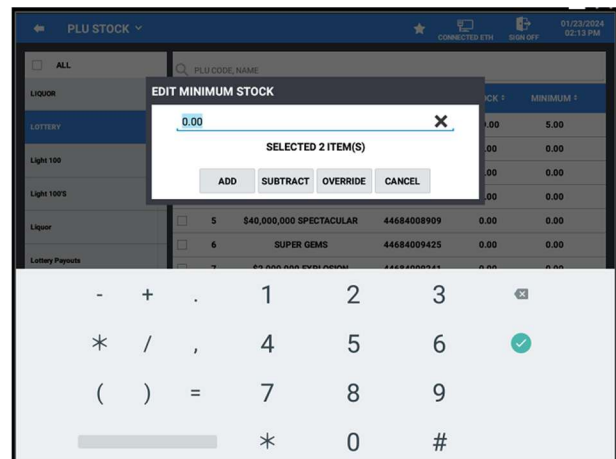 PLU STOCK
CONNECTED ETH
SIGN OFF
01/23/2024
02:13 PM
ALL
PLU CODE, NAME
LIQUOR
LOTTERY
Light 100
Light 100'S
Liquor
Lottery Payouts
MINIMUM
EDIT MINIMUM STOCK
0.00
SELECTED 2 ITEM(S)
ADD SUBTRACT OVERRIDE CANCEL
5.00
0.00
0.00
0.00 0.00
5 $40,000,000 SPECTACULAR 44684008909 0.00 0.00
6 SUPER GEMS 44684009425 0.00 0.00
- + . 1 2 3
* / , 4 5 6
( ) = 7 8 9
* 0 #